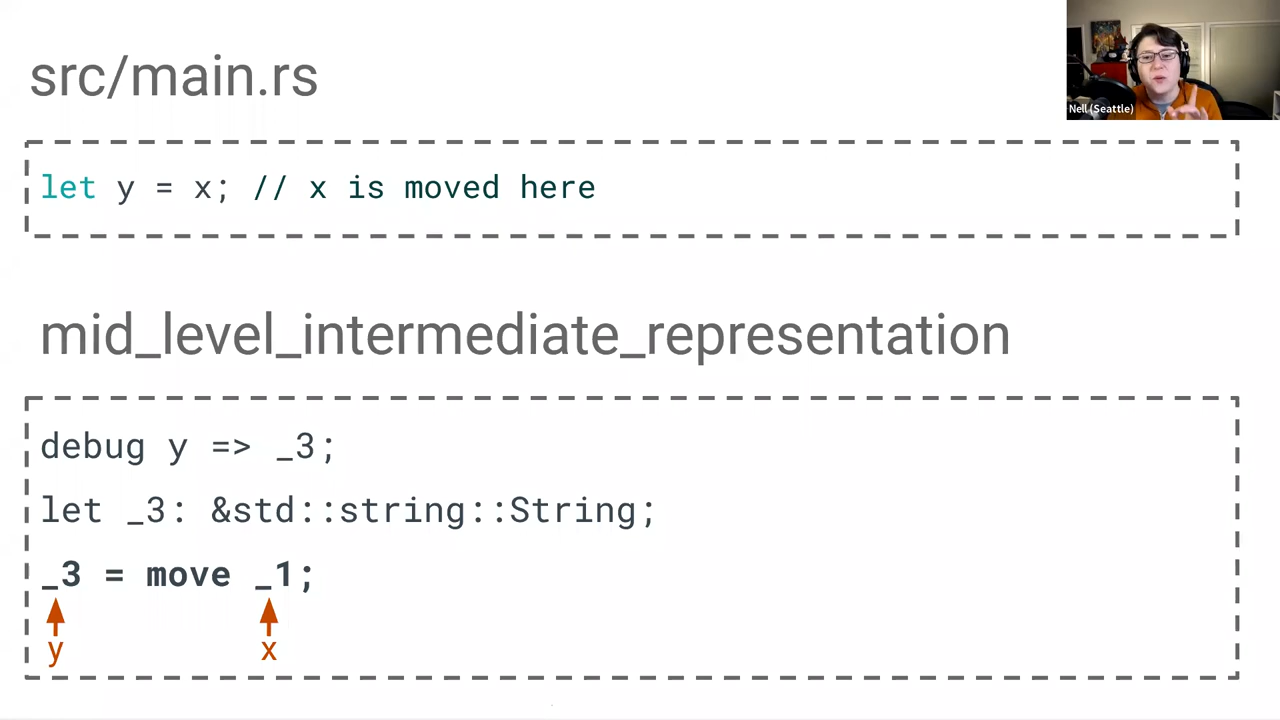 src/main.rs
Nell (Seattle)
let y = x; // x is moved here
mid_level_intermediate_representation
debug y => _3;
let _3: &std::string::String;
_3 = move _1;
y x